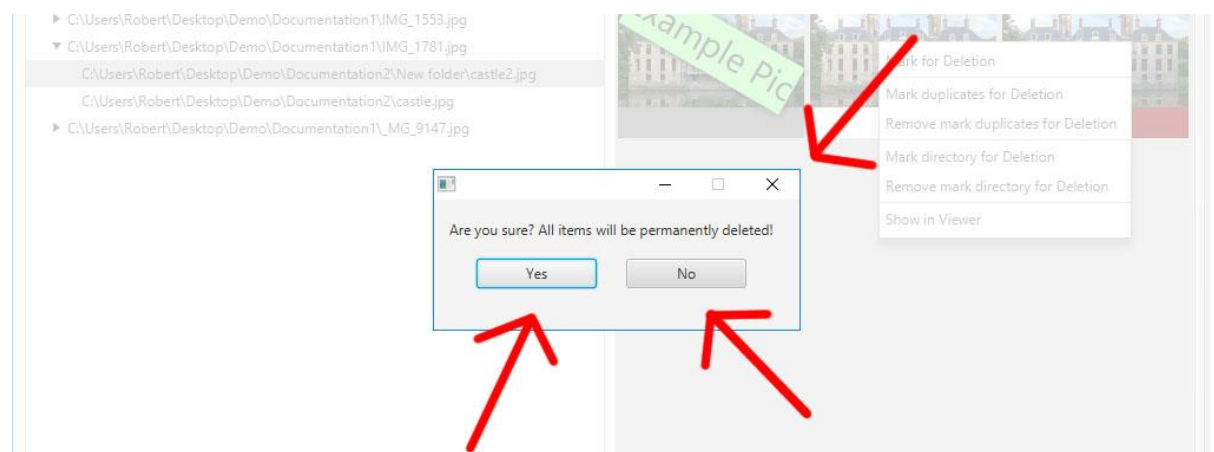 C:\Users\Robert\Desktop\Demo\Documentation1\IMG_1553.jpg
C:\Users\Robert\Desktop\Demo\Documentation1\IMG_1781.jpg
C:\Users\Robert\Desktop\Demo\Documentation2\New folder\castle2.jpg
C:\Users\Robert\Desktop\Demo\Documentation2\castle.jpg
C:\Users\Robert\Desktop\Demo\Documentation1\_MG_9147.jpg
Example Pic
Mark for Deletion
Mark duplicates for Deletion
Remove mark duplicates for Deletion
Mark directory for Deletion
Remove mark directory for Deletion
Show in Viewer
Are you sure? All items will be permanently deleted!
Yes
No